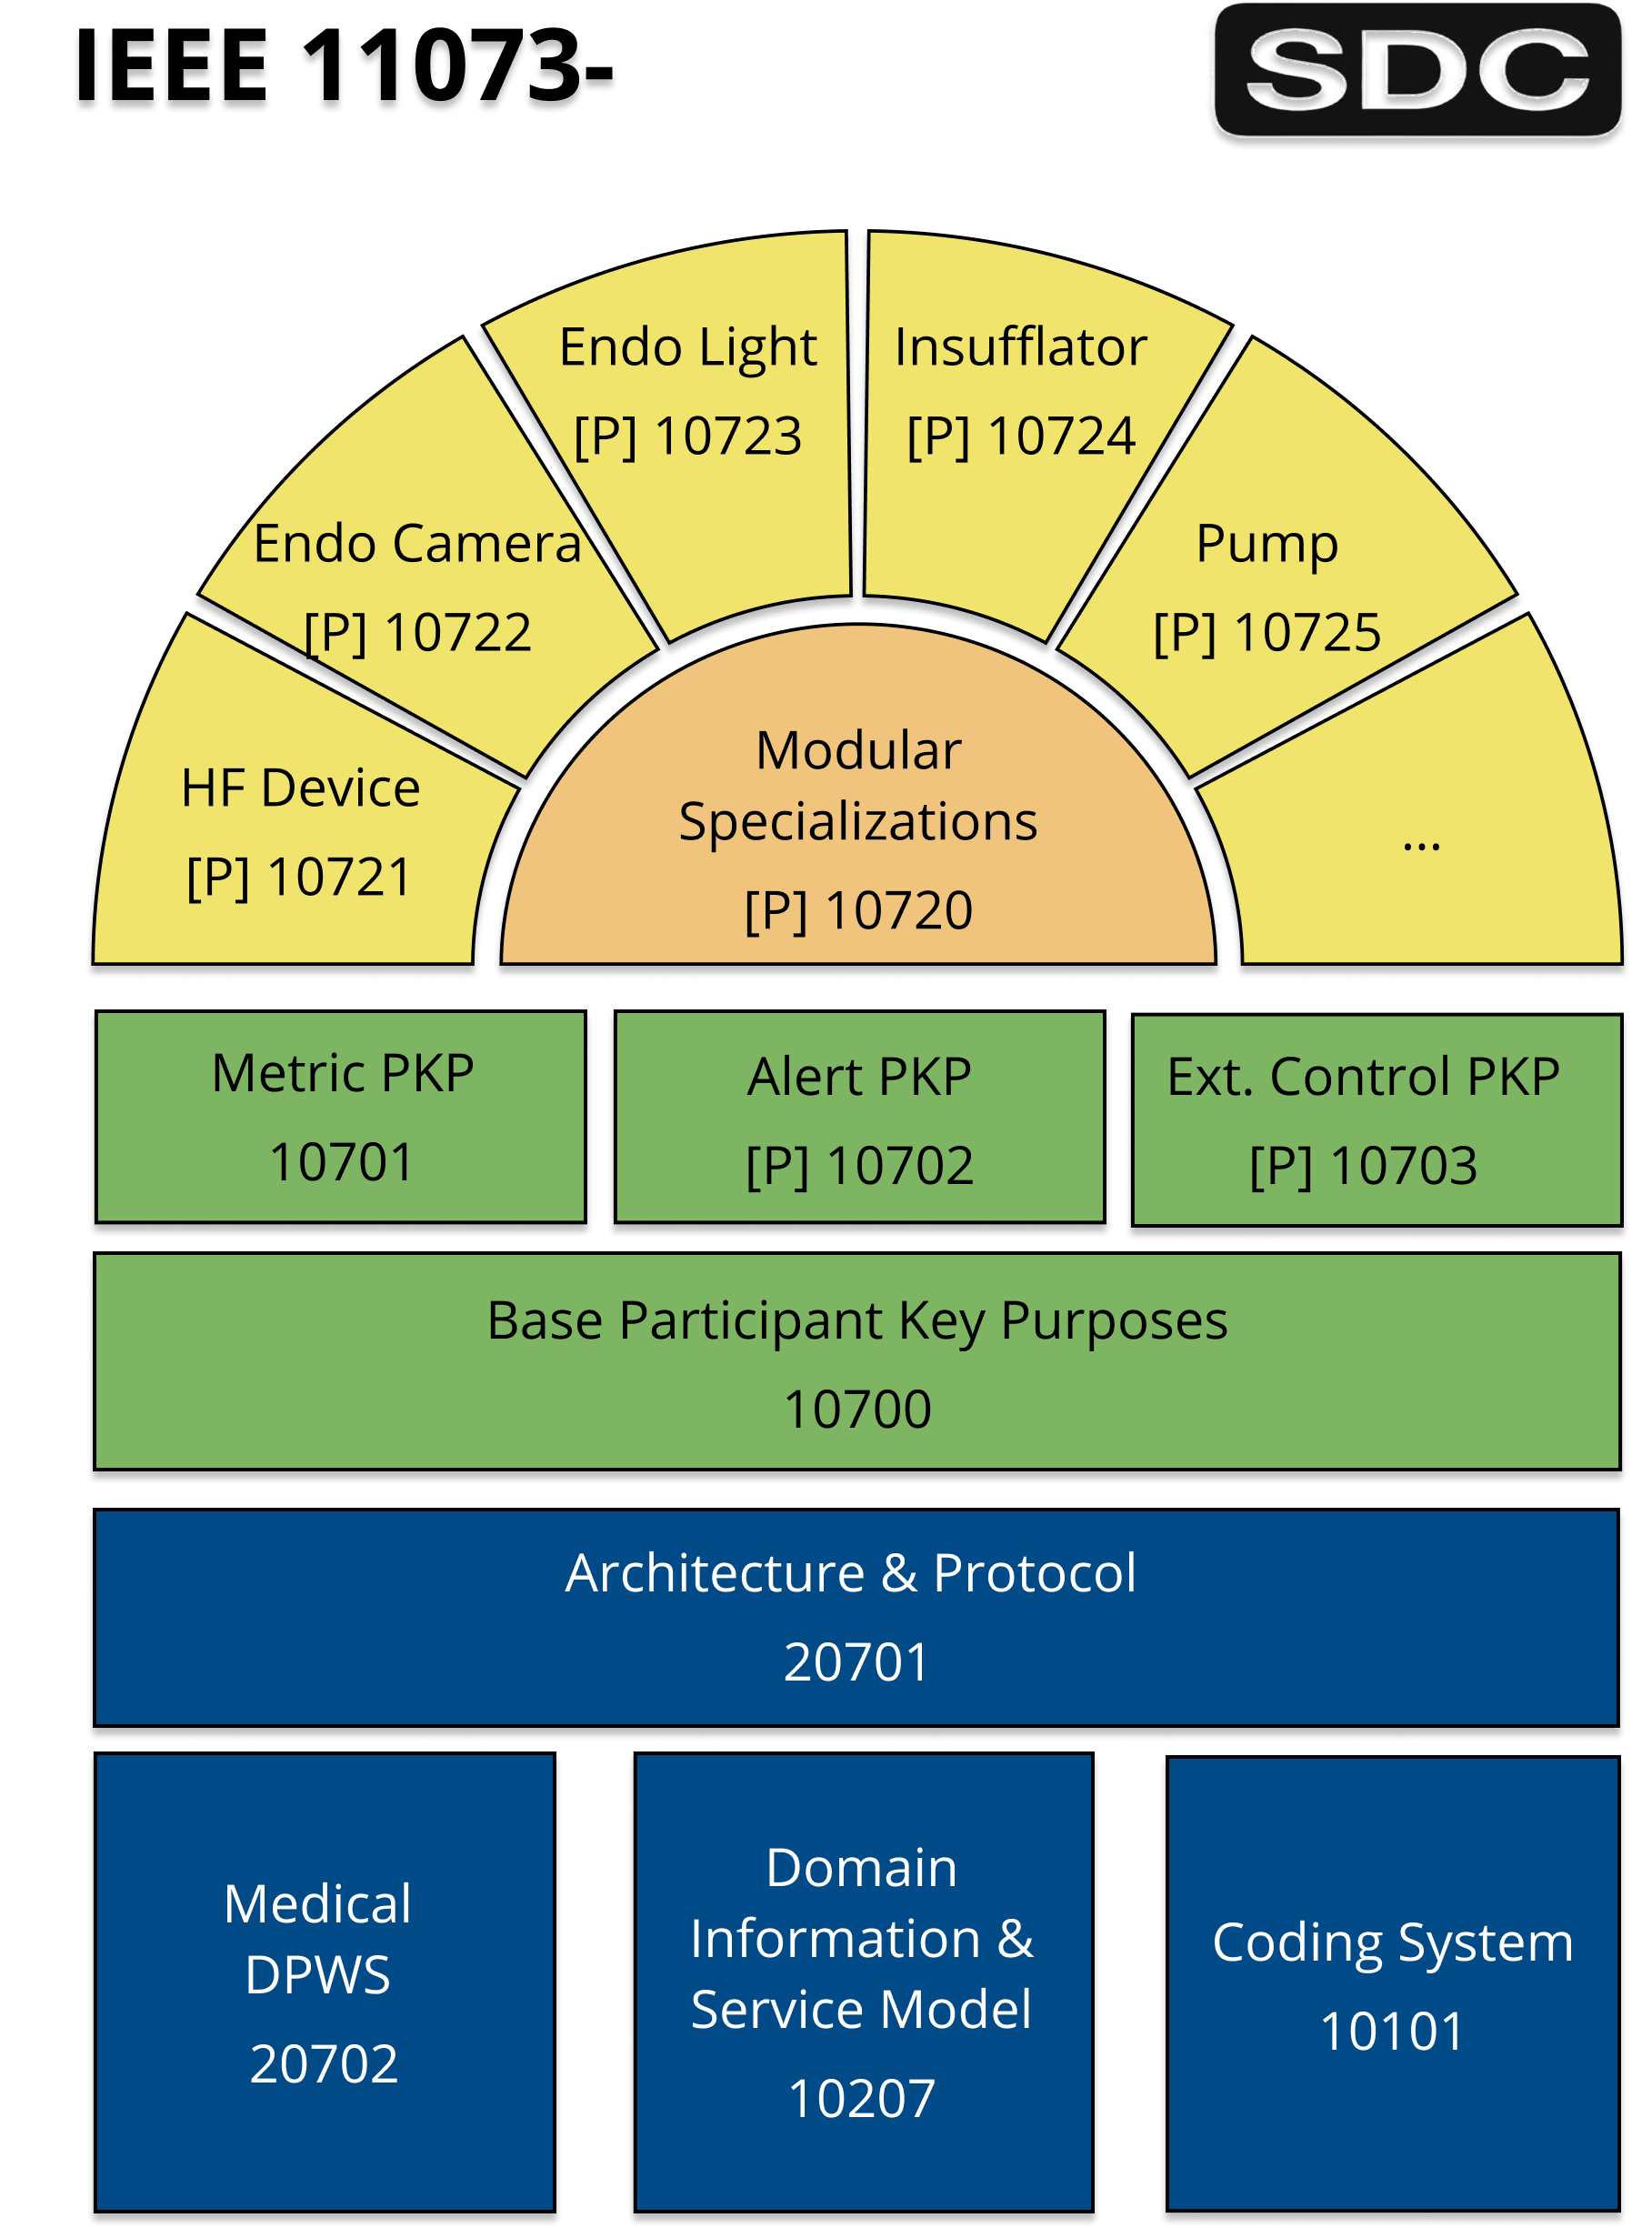 IEEE 11073-
SDC
Endo Light
[P] 10723
Insufflator
[P] 10724
Endo Camera
[P] 10722
Pump
[P] 10725
HF Device
[P] 10721
Modular
Specializations
[P] 10720
...
Metric PKP
10701
Alert PKP
[P] 10702
Ext. Control PKP
[P] 10703
Base Participant Key Purposes
10700
Architecture & Protocol
20701
Medical
DPWS
20702
Domain
Information &
Service Model
10207
Coding System
10101